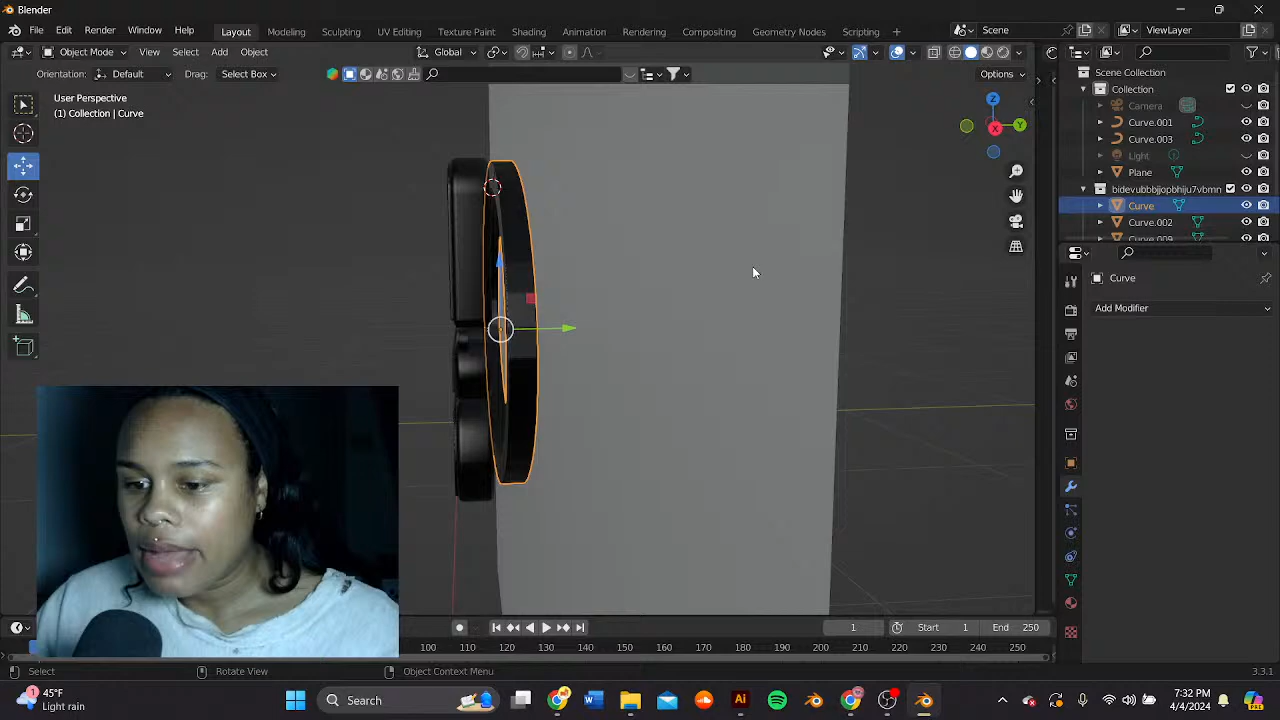 Blender
File Edit Render Window Help Layout Modeling Sculpting UV Editing Texture Paint Shading Animation Rendering Compositing Geometry Nodes Scripting Scene ViewLayer
Object Mode View Select Add Object Global
Orientation: Default Drag: Select Box Options
User Perspective
(1) Collection | Curve
Z
Y
X
Scene Collection
Collection
Camera
Curve.001
Curve.003
Light
Plane
bidevubbbjjopbhiju7vbmn
Curve
Curve.002
Curve.009
Curve
Add Modifier
1 Start 1 End 250
100 110 120 130 140 150 160 170 180 190 200 210 220 230 240 250
Select Rotate View Object Context Menu 3.3.1
1
45°F
Light rain
Search
Ai
7:32 PM
4/4/2024